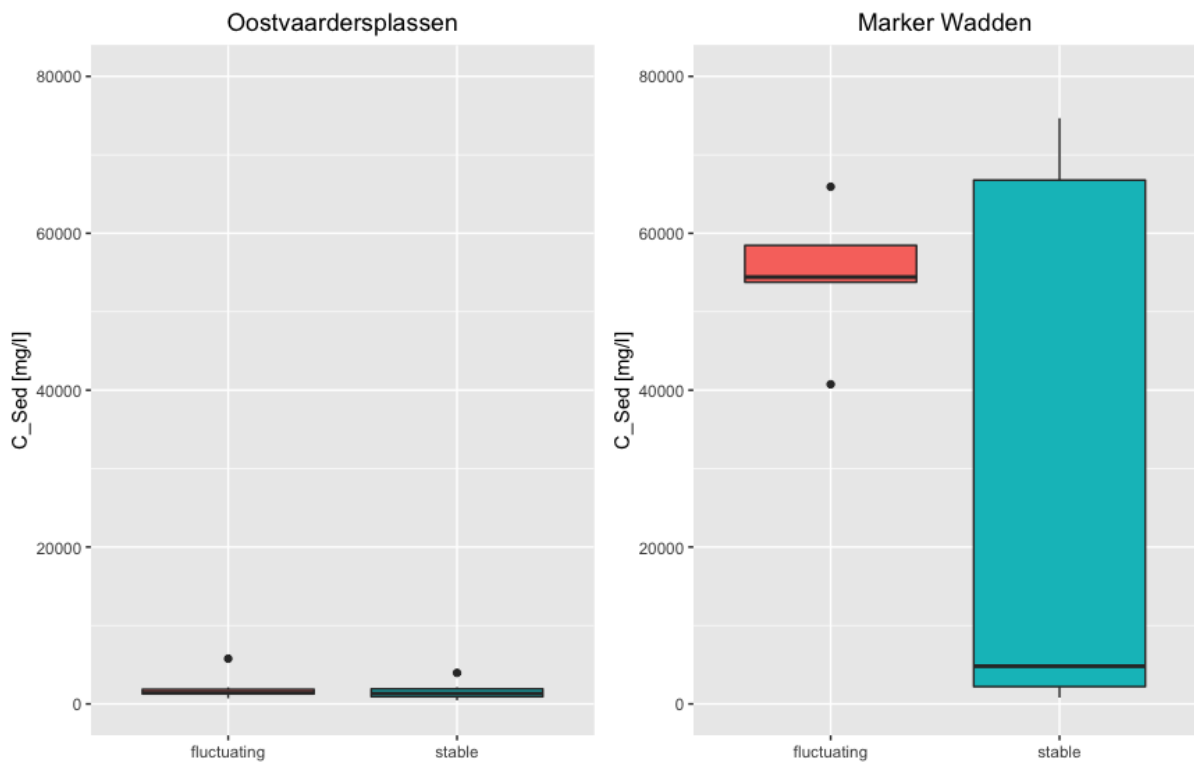 Oostvaardersplassen
80000
60000
40000
20000
0
C_Sed [mg/l]
fluctuating
stable
Marker Wadden
80000
60000
40000
20000
0
C_Sed [mg/l]
fluctuating
stable